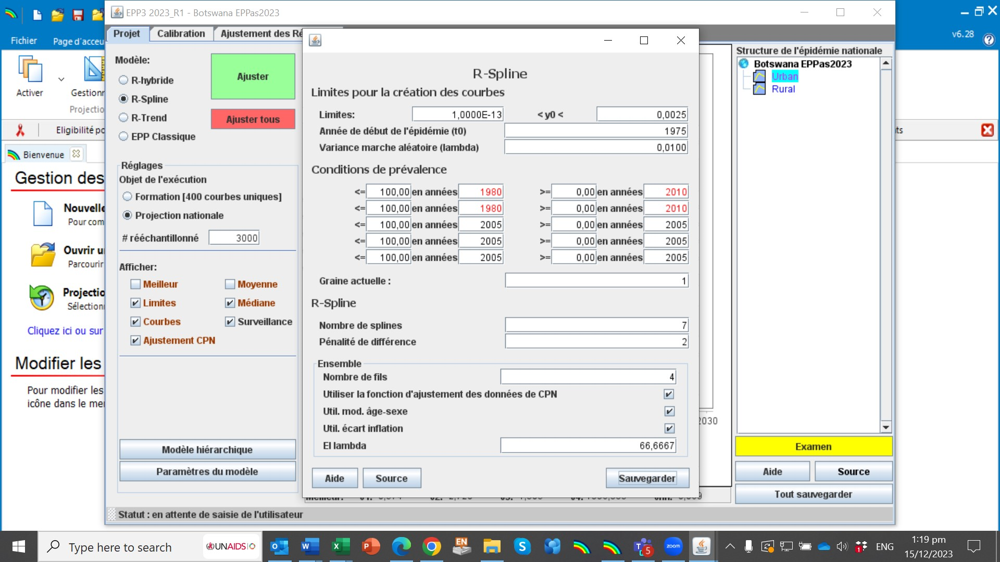 EPP3 2023_R1 - Botswana EPPas2023
Fichier
v6.28
Projet
Calibration
Ajustement des Ré
Modèle:
R-hybride
R-Spline
R-Trend
EPP Classique
Ajuster
Ajuster tous
Réglages
Objet de l'exécution
Formation [400 courbes uniques]
Projection nationale
# rééchantillonné 3000
Afficher:
Meilleur
Moyenne
Limites
Médiane
Courbes
Surveillance
Ajustement CPN
Modèle hiérarchique
Paramètres du modèle
Statut : en attente de saisie de l'utilisateur
Activer
Bienvenue
Gestion des
Ouvrir
Parcourir
Pour com
Cliquez ici ou sur
Modifier les
Pour modifier les
icône dans le
R-Spline
Limites pour la création des courbes
Limites: 1,0000E-13 < y0 < 0,0025
Année de début de l'épidémie (t0) 1975
Variance marche aléatoire (lambda) 0,0100
Conditions de prévalence
<= 100,00 en années 1980 >= 0,00 en années 2010
<= 100,00 en années 1980 >= 0,00 en années 2010
<= 100,00 en années 2005 >= 0,00 en années 2005
<= 100,00 en années 2005 >= 0,00 en années 2005
<= 100,00 en années 2005 >= 0,00 en années 2005
Graine actuelle : 1
R-Spline
Nombre de splines 7
Pénalité de différence 2
Ensemble
Nombre de fils 4
Utiliser la fonction d'ajustement des données de CPN
Util. mod. âge-sexe
Util. écart inflation
El lambda 66,6667
Aide
Source
Sauvegarder
2030
Structure de l'épidémie nationale
Botswana EPPas2023
Urban
Rural
Examen
Aide
Source
Tout sauvegarder
Type here to search
UNAIDS
EN
5
zoom
1
ENG
1:19 pm
15/12/2023